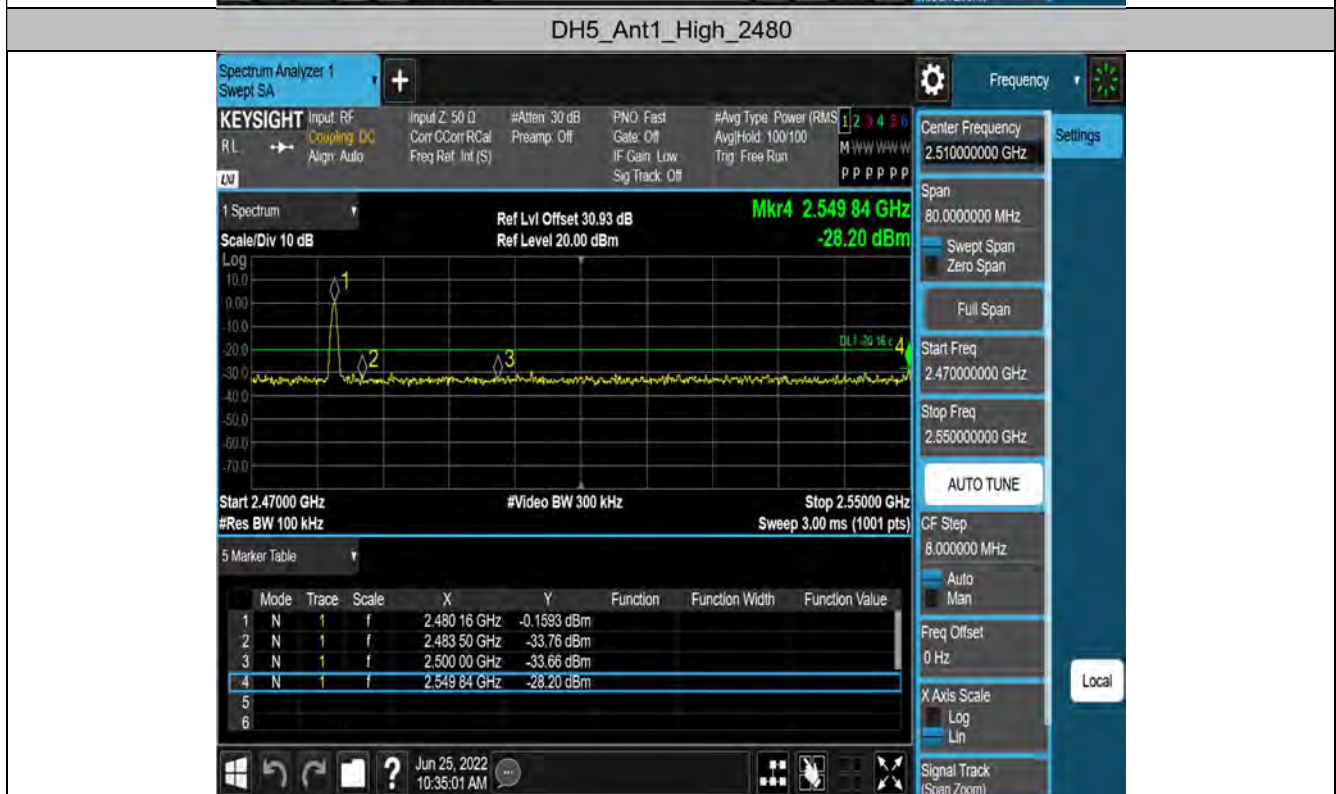 DH5_Ant1_High_2480
Spectrum Analyzer 1
Swept SA
+
Frequency
KEYSIGHT
RL
LXI
Input: RF
Coupling: DC
Align: Auto
Input Z: 50 Ω
Corr CCorr RCal
Freq Ref: Int (S)
#Atten: 30 dB
Preamp: Off
PNO: Fast
Gate: Off
IF Gain: Low
Sig Track: Off
#Avg Type: Power (RMS
Avg|Hold: 100/100
Trig: Free Run
1 2 3 4 5 6
M W W W W W
P P P P P P
Center Frequency
2.510000000 GHz
Settings
1 Spectrum
Scale/Div 10 dB
Ref Lvl Offset 30.93 dB
Ref Level 20.00 dBm
Mkr4 2.549 84 GHz
-28.20 dBm
Span
80.0000000 MHz
Swept Span
Zero Span
Full Span
Start Freq
2.470000000 GHz
Stop Freq
2.550000000 GHz
AUTO TUNE
CF Step
8.000000 MHz
Auto
Man
Freq Offset
0 Hz
X Axis Scale
Log
Lin
Signal Track
(Span Zoom)
Local
Log
10.0
0.00
-10.0
-20.0
-30.0
-40.0
-50.0
-60.0
-70.0
1
2
3
4
DL1 -20.16 c
Start 2.47000 GHz
#Video BW 300 kHz
Stop 2.55000 GHz
#Res BW 100 kHz
Sweep 3.00 ms (1001 pts)
5 Marker Table
Mode Trace Scale X Y Function Function Width Function Value
1 N 1 f 2.480 16 GHz -0.1593 dBm
2 N 1 f 2.483 50 GHz -33.76 dBm
3 N 1 f 2.500 00 GHz -33.66 dBm
4 N 1 f 2.549 84 GHz -28.20 dBm
5
6
?
Jun 25, 2022
10:35:01 AM